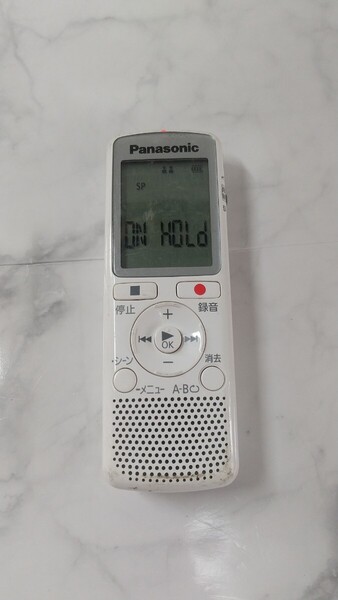 Panasonic
SP
ON HOLd
停止
録音
+
OK
−
・シーン
消去
−メニュー
A-B